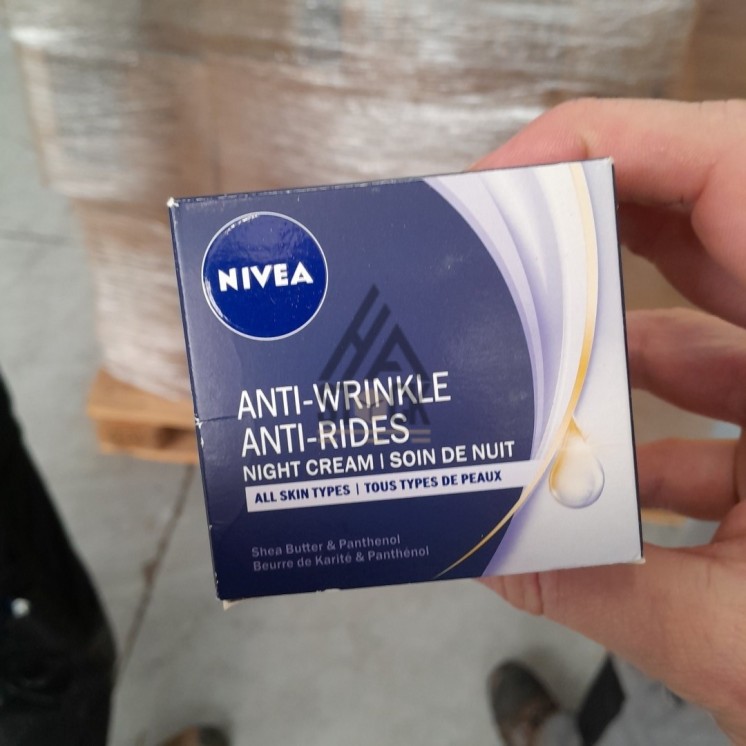 NIVEA
ANTI-WRINKLE
ANTI-RIDES
NIGHT CREAM | SOIN DE NUIT
ALL SKIN TYPES | TOUS TYPES DE PEAUX
Shea Butter & Panthenol
Beurre de Karité & Panthénol